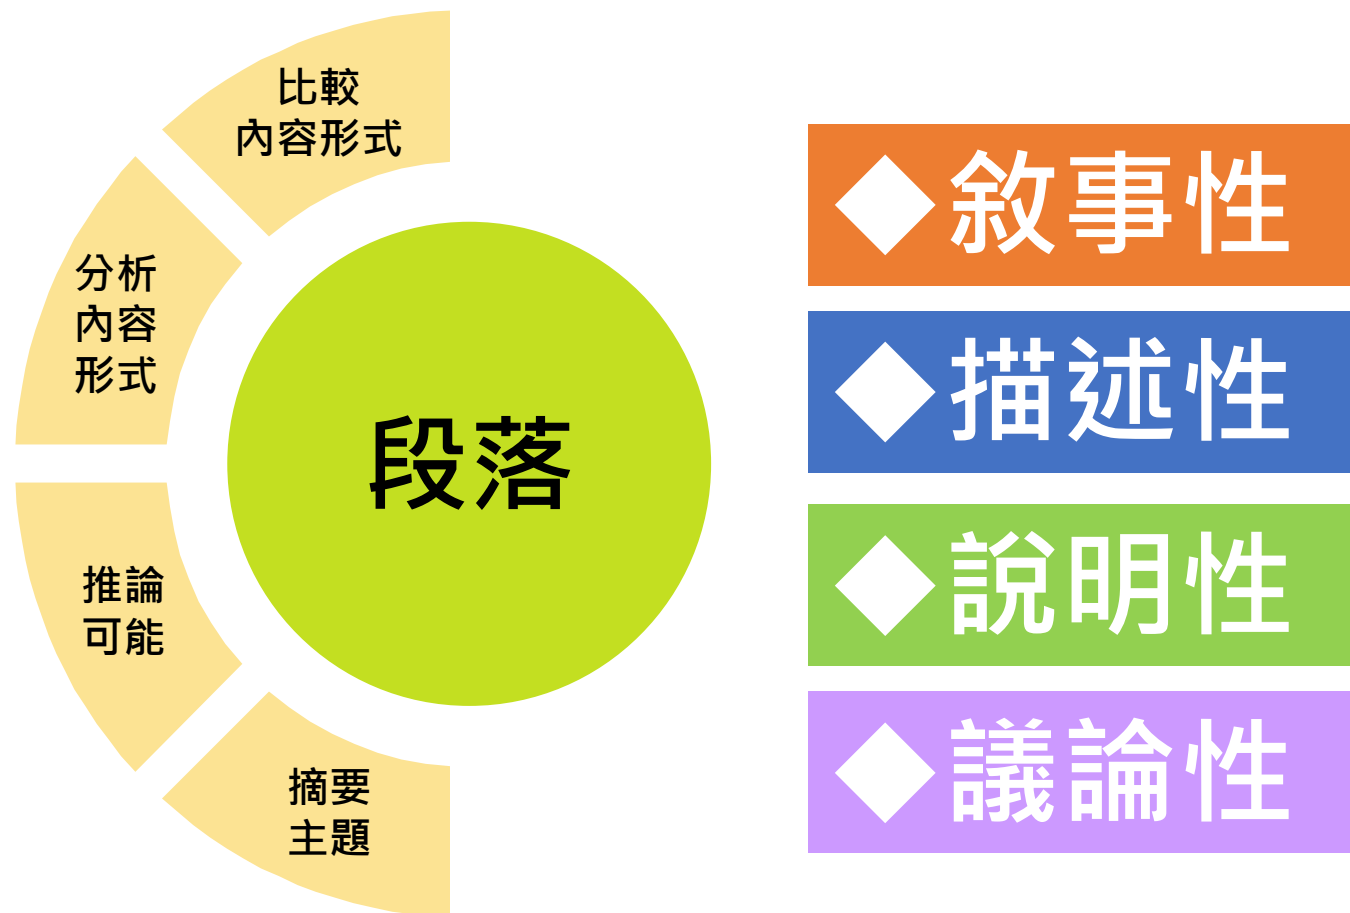 比較
內容形式
分析
內容
形式
推論
可能
摘要
主題
段落
◆敘事性
◆描述性
◆說明性
◆議論性